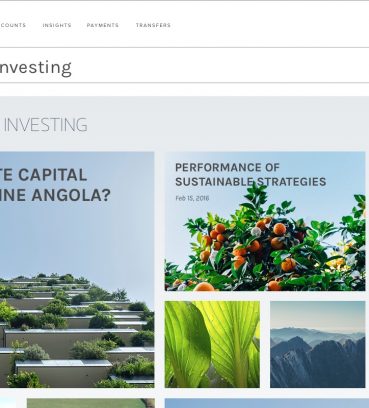 COUNTS INSIGHTS PAYMENTS TRANSFERS
nvesting
INVESTING
TE CAPITAL
INE ANGOLA?
PERFORMANCE OF
SUSTAINABLE STRATEGIES
Feb 15, 2016